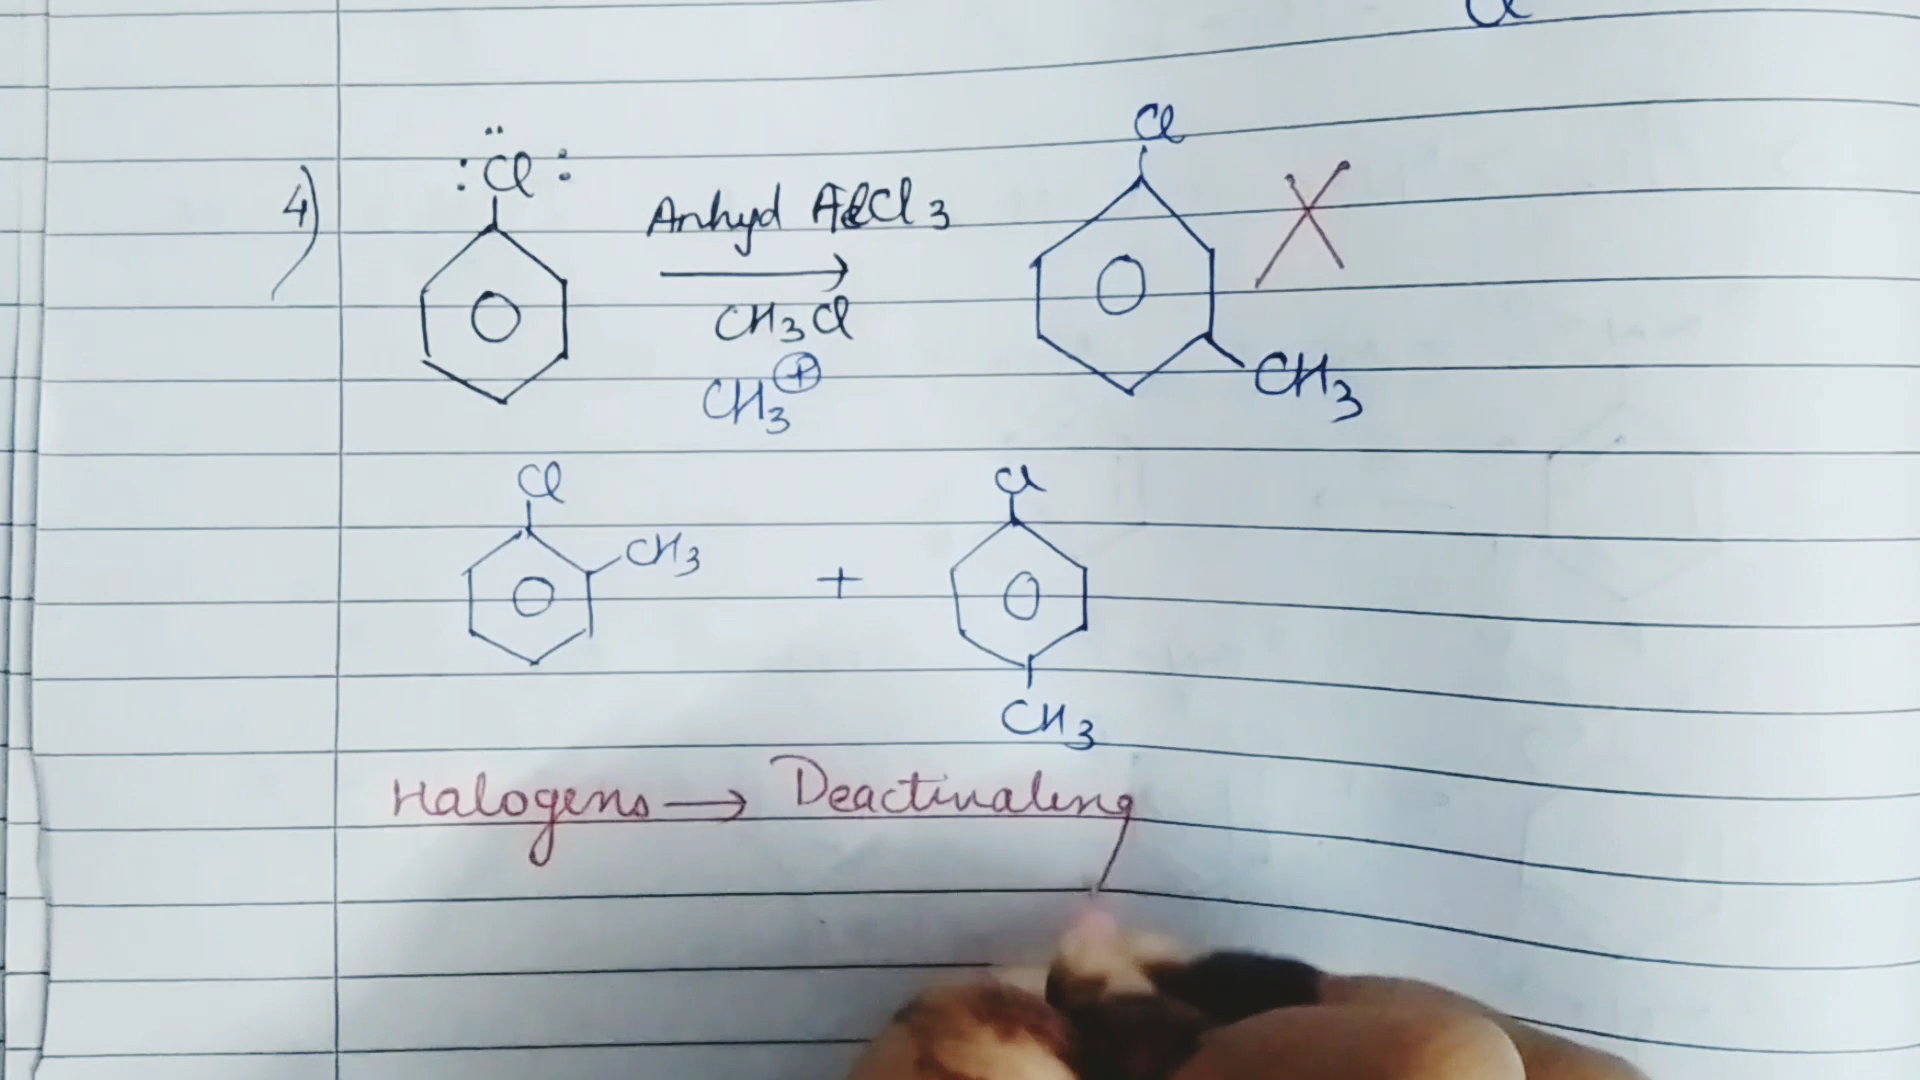 Cl
4)
:C̈l:
Anhyd AlCl3
CH3Cl
CH3⊕
Cl
CH3
Cl
CH3
+
Cl
CH3
Halogens → Deactivating